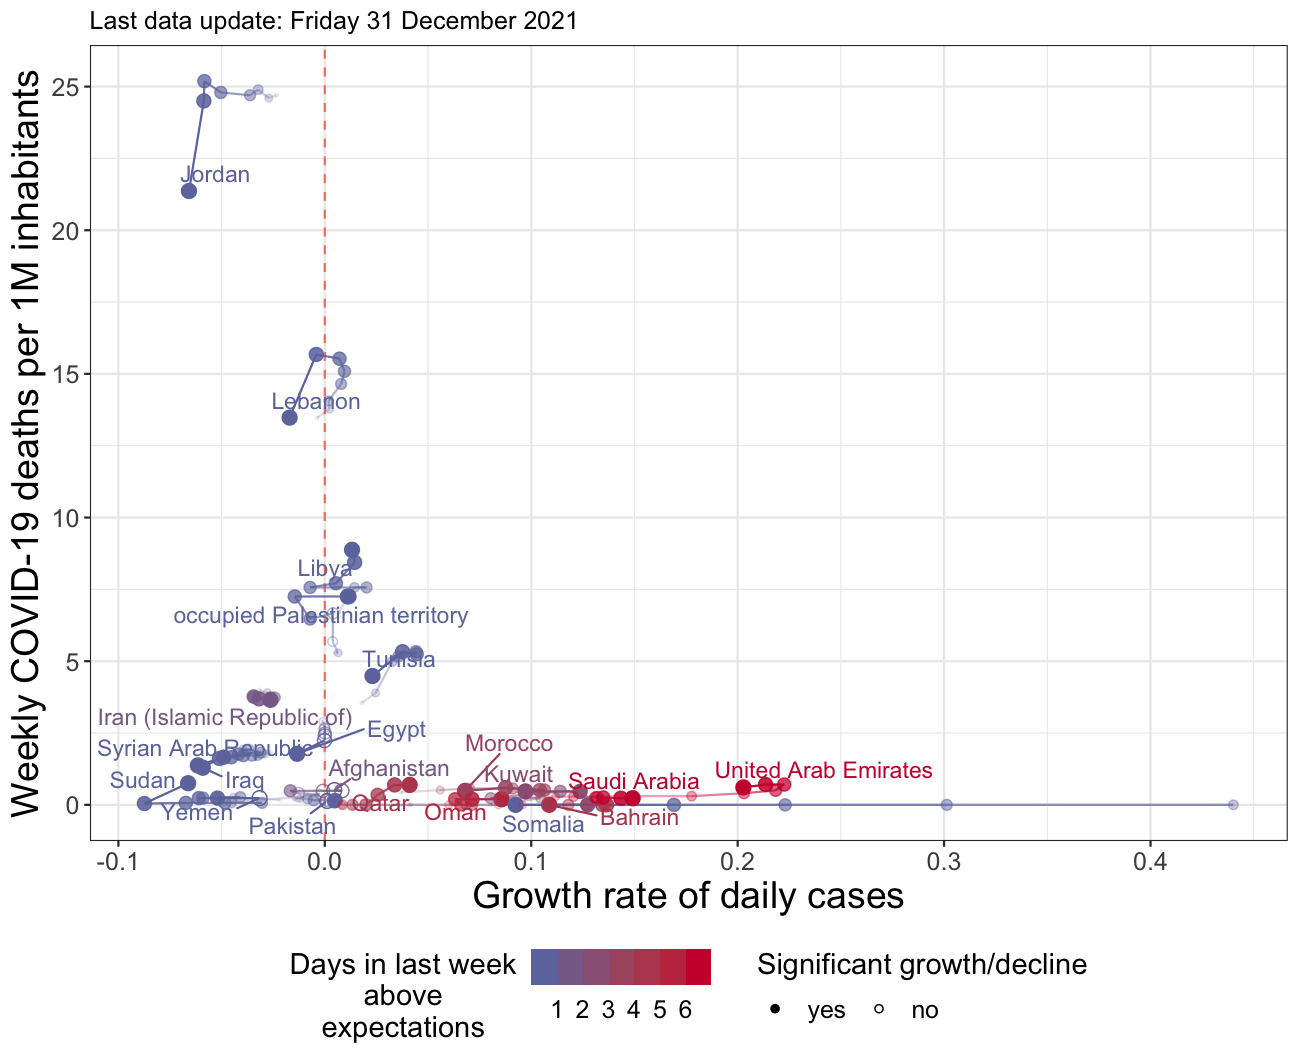 Last data update: Friday 31 December 2021
Weekly COVID-19 deaths per 1M inhabitants
25
20
15
10
5
0
Jordan
Lebanon
Libya
occupied Palestinian territory
Tunisia
Iran (Islamic Republic of)
Egypt
Syrian Arab Republic
Morocco
Afghanistan
Kuwait
United Arab Emirates
Sudan
Iraq
Saudi Arabia
Qatar
Yemen
Oman
Bahrain
Pakistan
Somalia
-0.1
0.0
0.1
0.2
0.3
0.4
Growth rate of daily cases
Days in last week
above
expectations
1 2 3 4 5 6
Significant growth/decline
yes
no